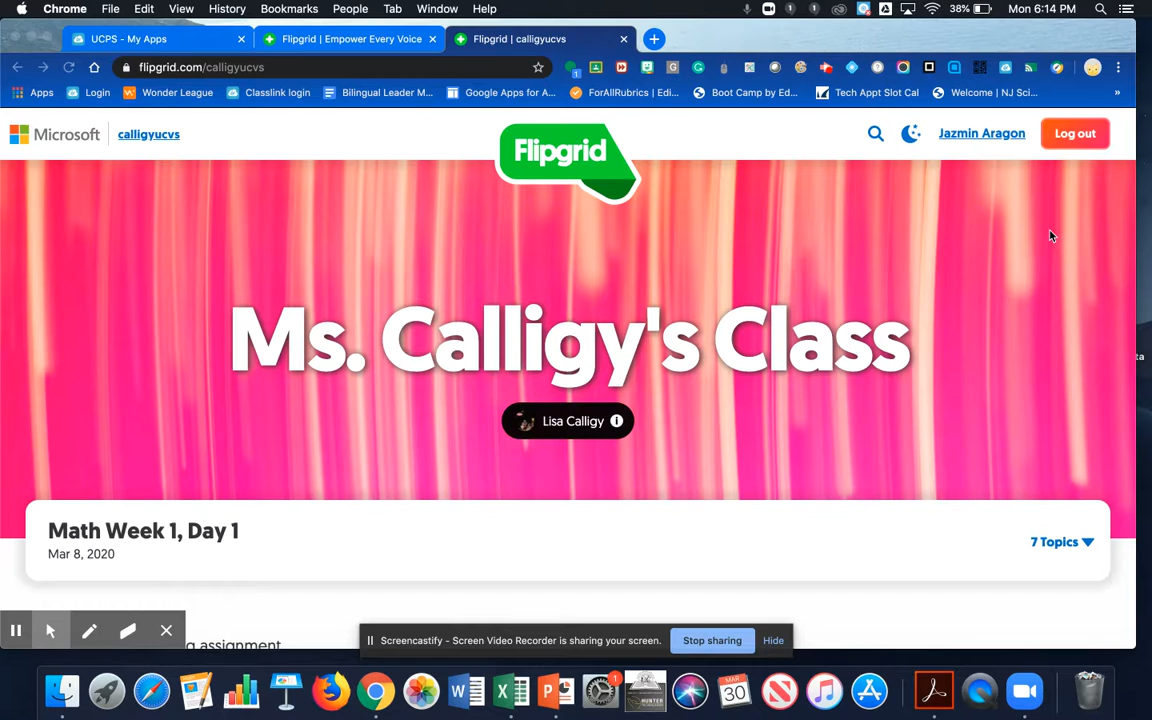 Chrome File Edit View History Bookmarks People Tab Window Help 38% Mon 6:14 PM
UCPS - My Apps Flipgrid | Empower Every Voice Flipgrid | calligyucvs
flipgrid.com/calligyucvs
Apps Login Wonder League Classlink login Bilingual Leader M... Google Apps for A... ForAllRubrics | Edi... Boot Camp by Ed... Tech Appt Slot Cal Welcome | NJ Sci... »
Microsoft calligyucvs Flipgrid Jazmin Aragon Log out
Ms. Calligy's Class
Lisa Calligy
Math Week 1, Day 1
Mar 8, 2020
7 Topics
g assignment
Screencastify - Screen Video Recorder is sharing your screen. Stop sharing Hide
MAR
30